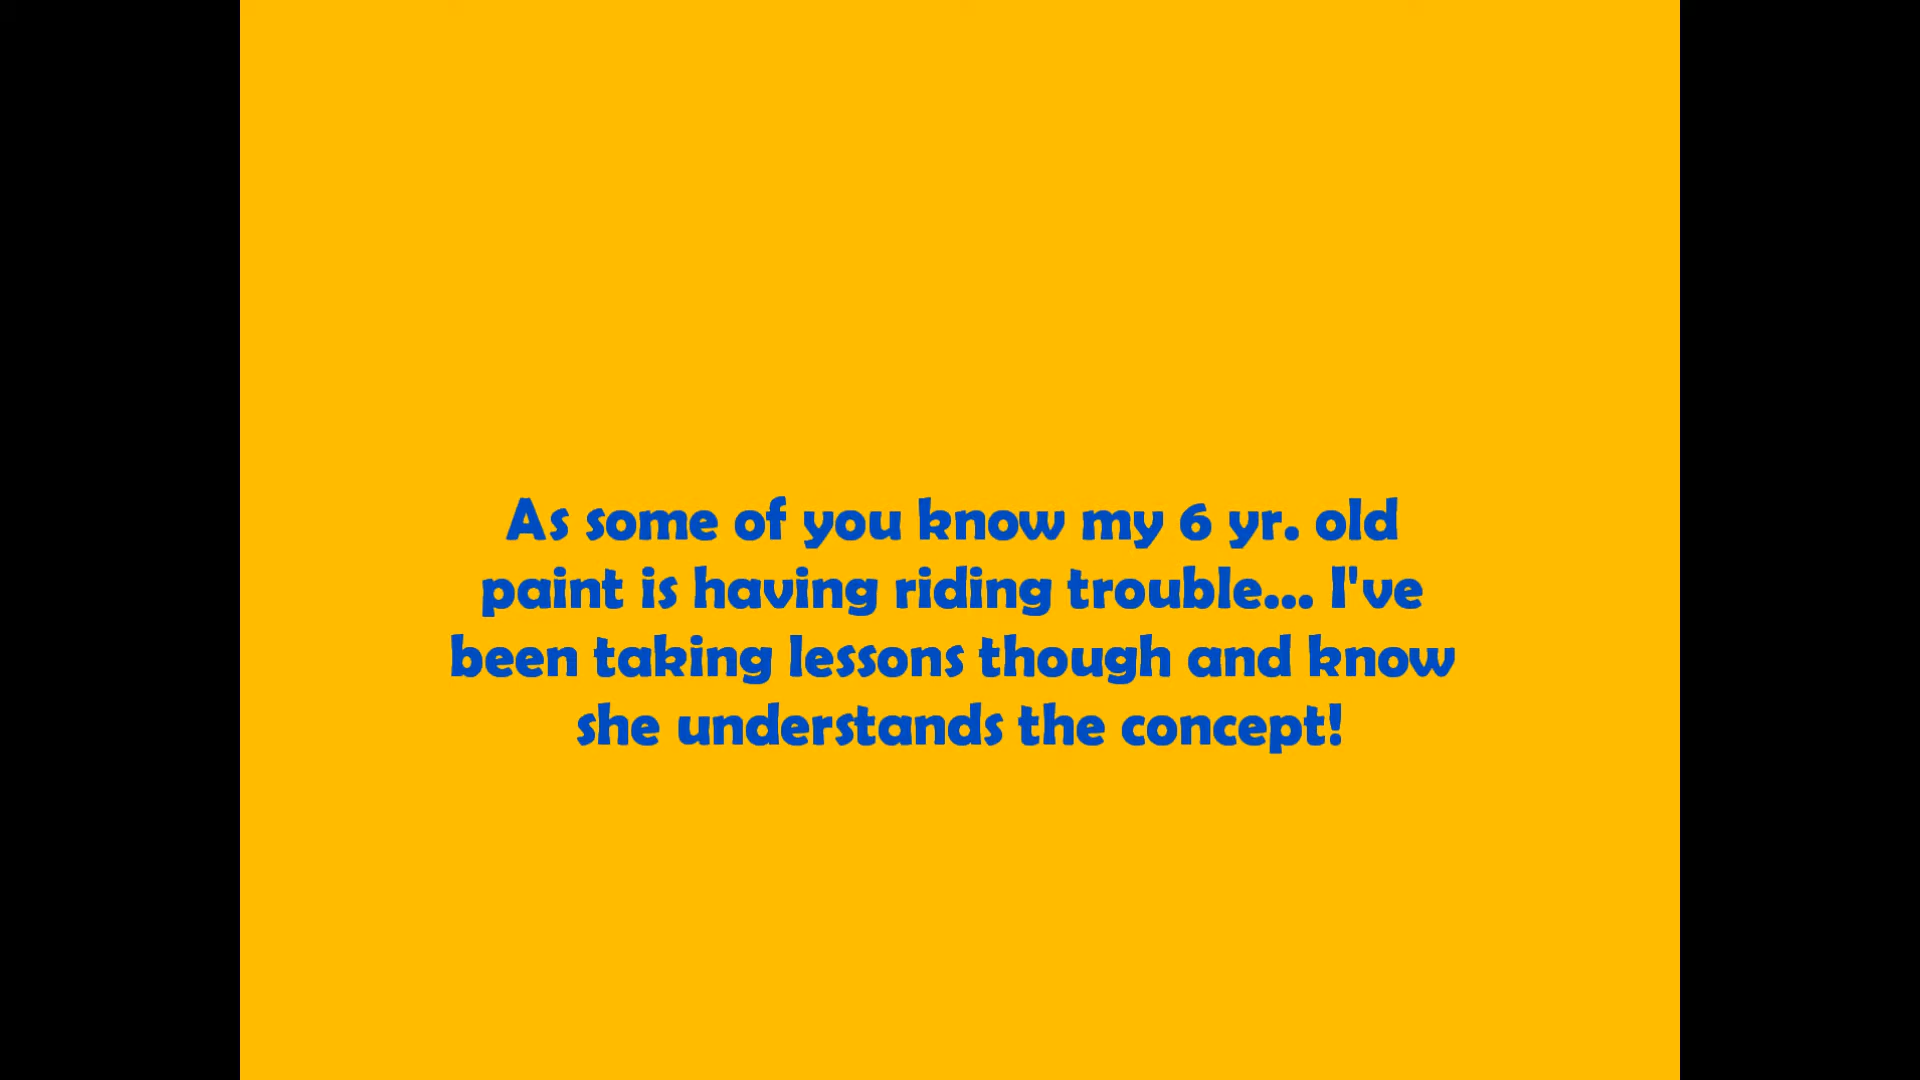 As some of you know my 6 yr. old
paint is having riding trouble... I've
been taking lessons though and know
she understands the concept!